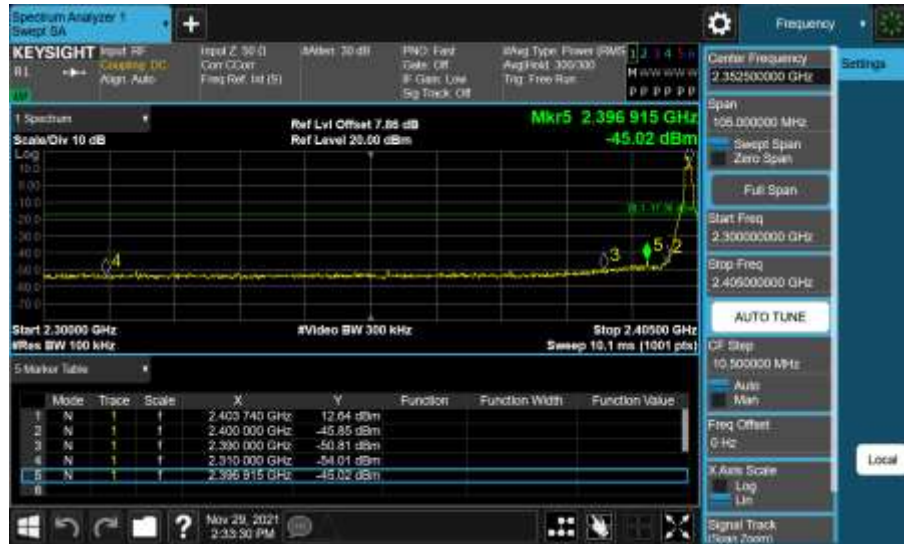 Spectrum Analyzer 1
Swept SA
+
Frequency
KEYSIGHT
Input: RF
Coupling: DC
Align: Auto
Input Z: 50 Ω
Corr CCorr
Freq Ref: Int (S)
#Atten: 30 dB
PNO: Fast
Gate: Off
IF Gain: Low
Sig Track: Off
#Avg Type: Power (RMS
Avg|Hold: 300/300
Trig: Free Run
1 2 3 4 5 6
M W W W W W
P P P P P P
1 Spectrum
Scale/Div 10 dB
Ref Lvl Offset 7.86 dB
Ref Level 20.00 dBm
Mkr5 2.396 915 GHz
-45.02 dBm
Log
10.0
0.00
-10.0
-20.0
-30.0
-60.0
-70.0
4
3
5
2
Start 2.30000 GHz
#Res BW 100 kHz
#Video BW 300 kHz
Stop 2.40500 GHz
Sweep 10.1 ms (1001 pts)
5 Marker Table
Mode Trace Scale X Y Function Function Width Function Value
1 N 1 f 2.403 740 GHz 12.64 dBm
2 N 1 f 2.400 000 GHz -45.85 dBm
3 N 1 f 2.390 000 GHz -50.81 dBm
4 N 1 f 2.310 000 GHz -54.01 dBm
5 N 1 f 2.396 915 GHz -45.02 dBm
6
Nov 29, 2021
2:33:30 PM
Center Frequency
2.352500000 GHz
Span
105.000000 MHz
Swept Span
Zero Span
Full Span
Start Freq
2.300000000 GHz
Stop Freq
2.405000000 GHz
AUTO TUNE
CF Step
10.500000 MHz
Auto
Man
Freq Offset
0 Hz
X Axis Scale
Log
Lin
Signal Track
(Span Zoom)
Settings
Local